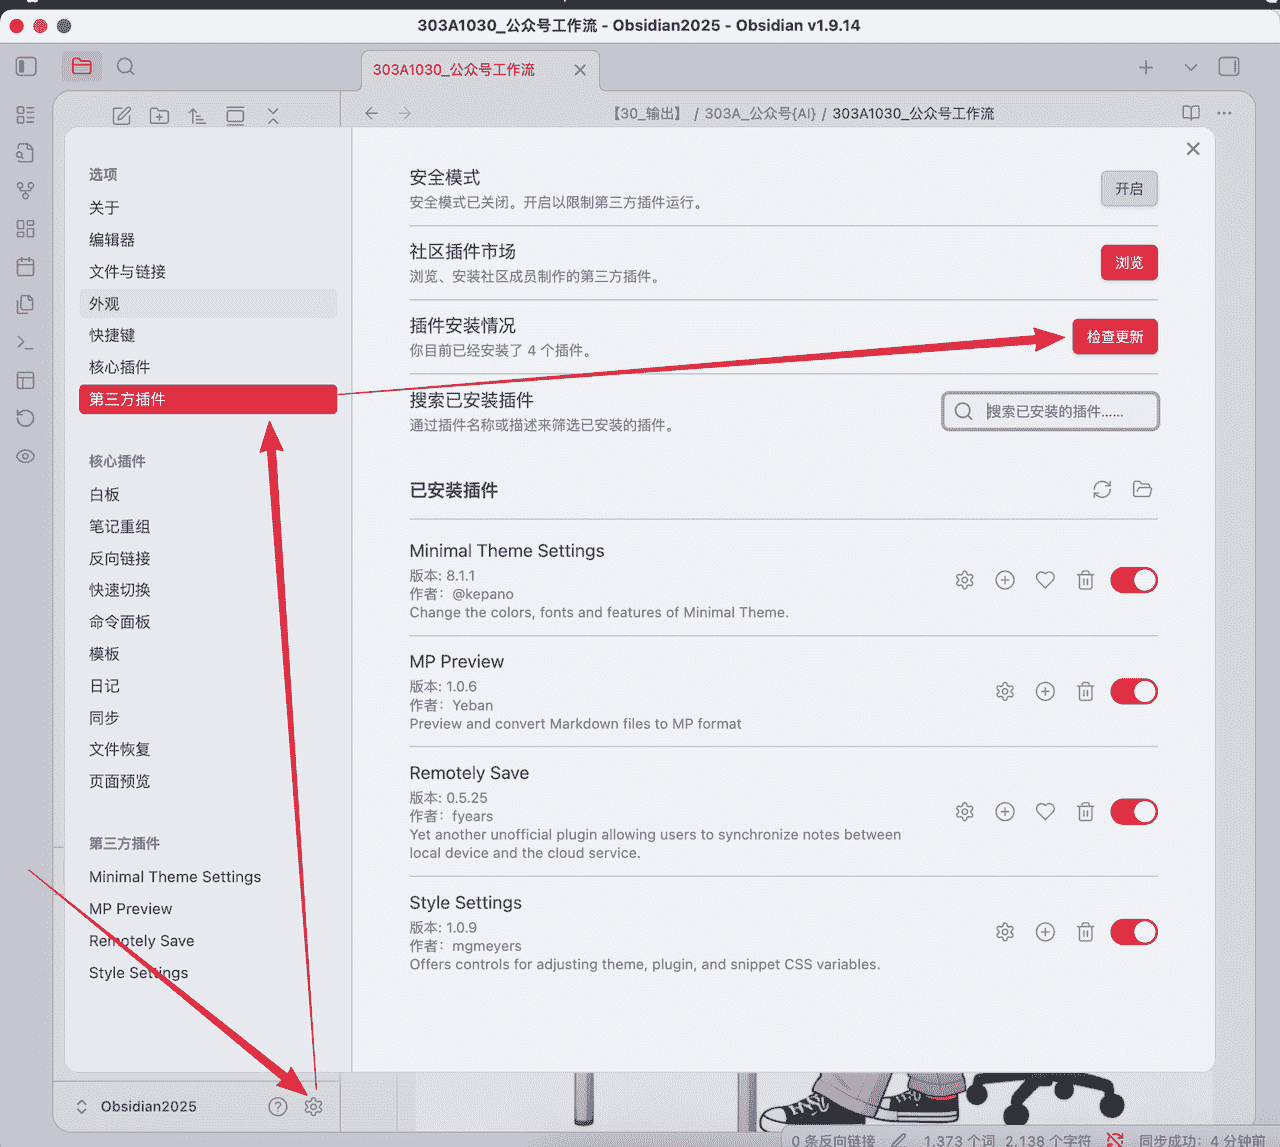 303A1030_公众号工作流 - Obsidian2025 - Obsidian v1.9.14
303A1030_公众号工作流
【30_输出】 / 303A_公众号{AI} / 303A1030_公众号工作流
选项
关于
编辑器
文件与链接
外观
快捷键
核心插件
第三方插件
核心插件
白板
笔记重组
反向链接
快速切换
命令面板
模板
日记
同步
文件恢复
页面预览
第三方插件
Minimal Theme Settings
MP Preview
Remotely Save
Style Settings
Obsidian2025
安全模式
安全模式已关闭。开启以限制第三方插件运行。
开启
社区插件市场
浏览、安装社区成员制作的第三方插件。
浏览
插件安装情况
你目前已经安装了 4 个插件。
检查更新
搜索已安装插件
通过插件名称或描述来筛选已安装的插件。
搜索已安装的插件......
已安装插件
Minimal Theme Settings
版本: 8.1.1
作者: @kepano
Change the colors, fonts and features of Minimal Theme.
MP Preview
版本: 1.0.6
作者: Yeban
Preview and convert Markdown files to MP format
Remotely Save
版本: 0.5.25
作者: fyears
Yet another unofficial plugin allowing users to synchronize notes between
local device and the cloud service.
Style Settings
版本: 1.0.9
作者: mgmeyers
Offers controls for adjusting theme, plugin, and snippet CSS variables.
0 条反向链接
1,373 个词 2,138 个字符
同步成功: 4 分钟前